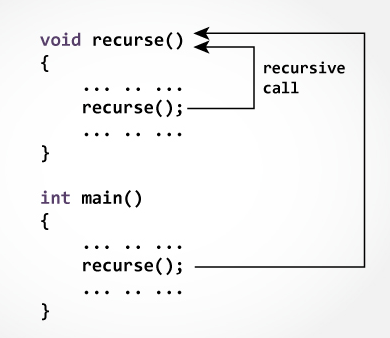 void recurse()
{
... .. ...
recurse();
... .. ...
}
recursive
call
int main()
{
... .. ...
recurse();
... .. ...
}